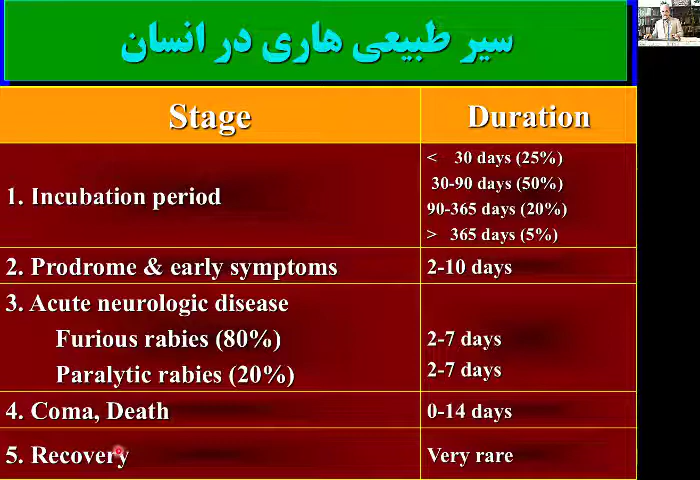 سیر طبیعی هاری در انسان
Stage Duration
1. Incubation period
< 30 days (25%)
30-90 days (50%)
90-365 days (20%)
> 365 days (5%)
2. Prodrome & early symptoms 2-10 days
3. Acute neurologic disease
Furious rabies (80%) 2-7 days
Paralytic rabies (20%) 2-7 days
4. Coma, Death 0-14 days
5. Recovery Very rare